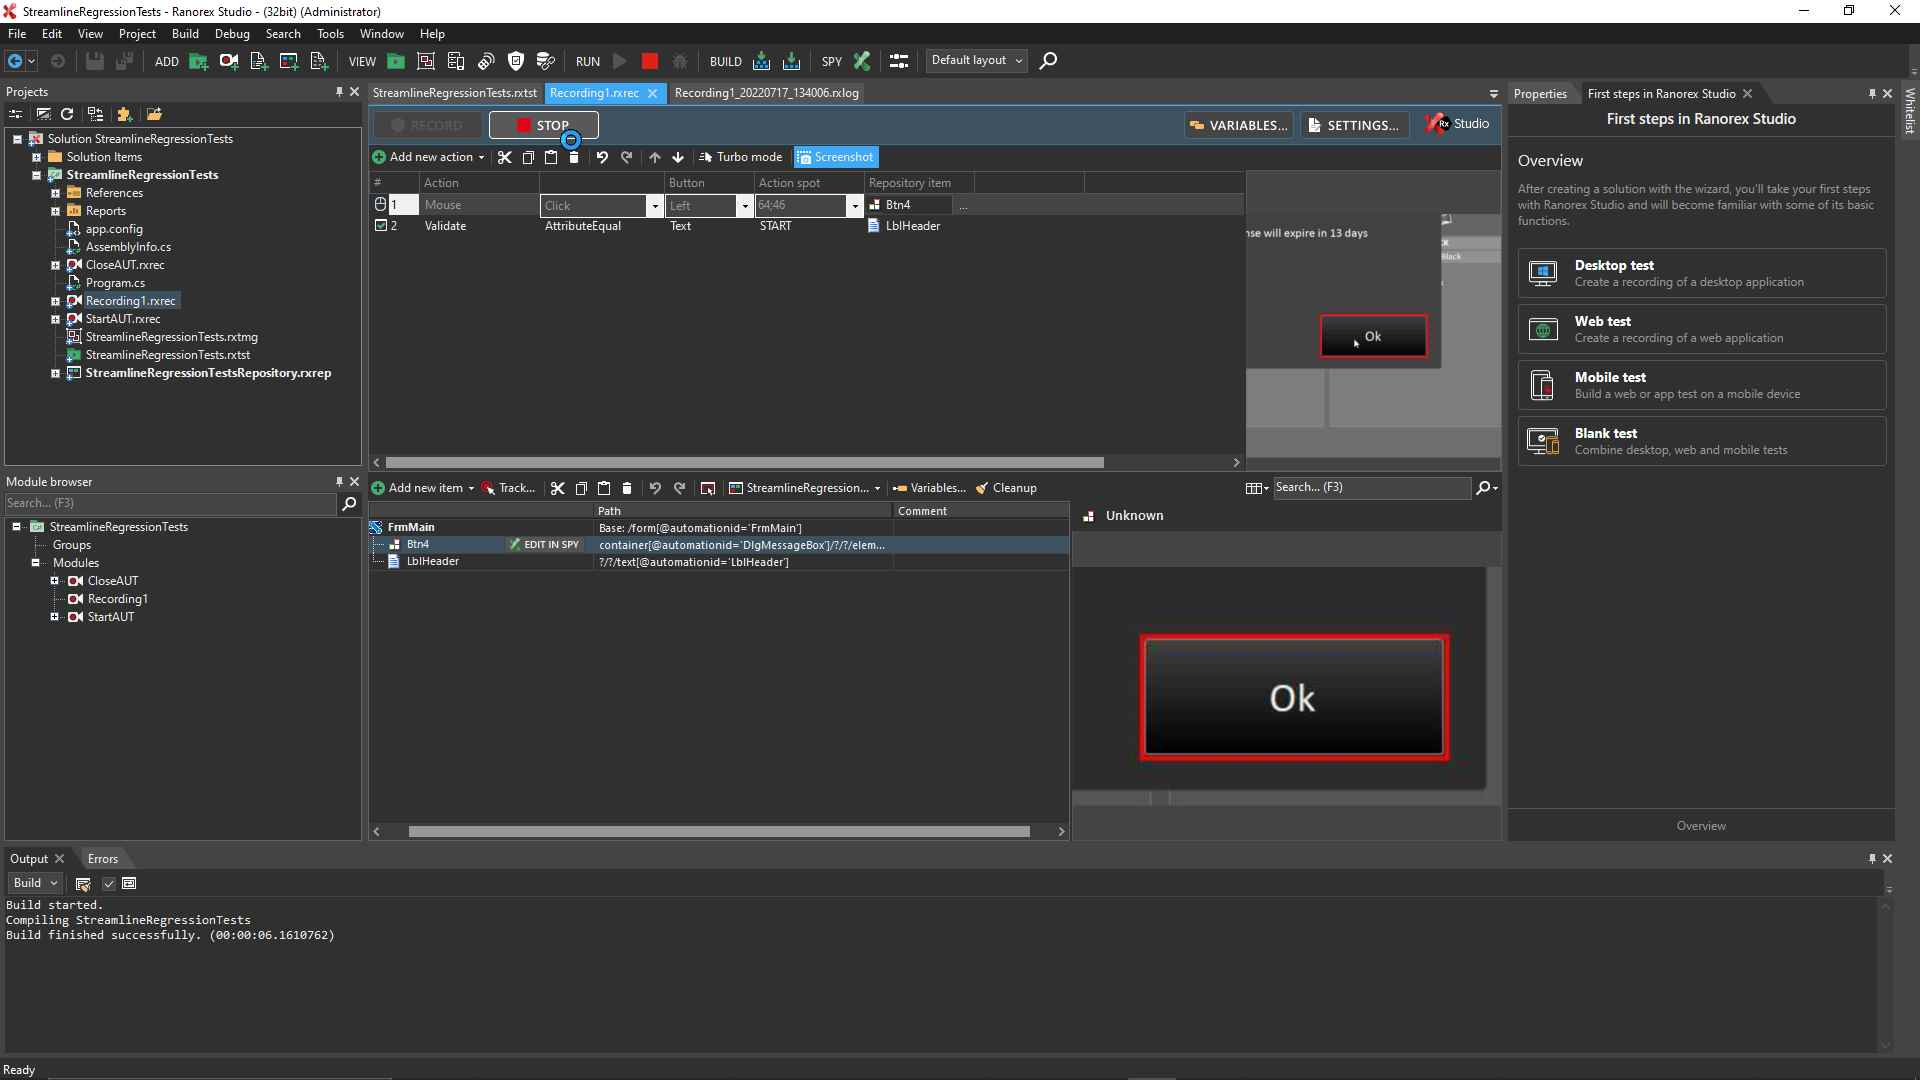 StreamlineRegressionTests - Ranorex Studio - (32bit) (Administrator)
File Edit View Project Build Debug Search Tools Window Help
ADD VIEW RUN BUILD SPY Default layout
Projects
Solution StreamlineRegressionTests
Solution Items
StreamlineRegressionTests
References
Reports
app.config
AssemblyInfo.cs
CloseAUT.rxrec
Program.cs
Recording1.rxrec
StartAUT.rxrec
StreamlineRegressionTests.rxtmg
StreamlineRegressionTests.rxtst
StreamlineRegressionTestsRepository.rxrep
Module browser
Search... (F3)
StreamlineRegressionTests
Groups
Modules
CloseAUT
Recording1
StartAUT
StreamlineRegressionTests.rxtst Recording1.rxrec Recording1_20220717_134006.rxlog
RECORD STOP VARIABLES... SETTINGS... Rx Studio
Add new action Turbo mode Screenshot
# Action Button Action spot Repository item
1 Mouse Click Left 64;46 Btn4 ...
2 Validate AttributeEqual Text START LblHeader
nse will expire in 13 days
Black
Ok
Add new item Track... StreamlineRegression... Variables... Cleanup Search... (F3)
Path Comment
FrmMain Base: /form[@automationid='FrmMain']
Btn4 EDIT IN SPY container[@automationid='DlgMessageBox']/?/?/elem...
LblHeader ?/?/text[@automationid='LblHeader']
Unknown
Ok
Properties First steps in Ranorex Studio
First steps in Ranorex Studio
Overview
After creating a solution with the wizard, you'll take your first steps
with Ranorex Studio and will become familiar with some of its basic
functions.
Desktop test
Create a recording of a desktop application
Web test
Create a recording of a web application
Mobile test
Build a web or app test on a mobile device
Blank test
Combine desktop, web and mobile tests
Overview
Whitelist
Output Errors
Build
Build started.
Compiling StreamlineRegressionTests
Build finished successfully. (00:00:06.1610762)
Ready